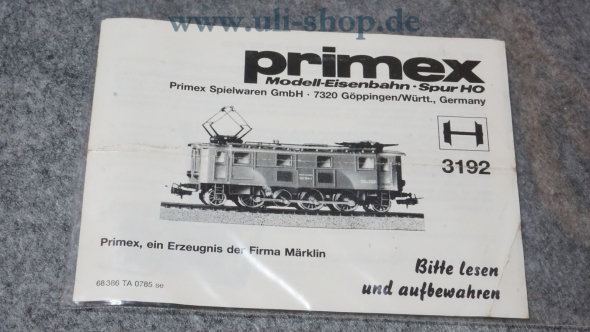 www.uli-shop.de
primex
Modell-Eisenbahn · Spur HO
Primex Spielwaren GmbH · 7320 Göppingen/Württ., Germany
3192
Primex, ein Erzeugnis der Firma Märklin
Bitte lesen
und aufbewahren
68 366 TA 0785 se